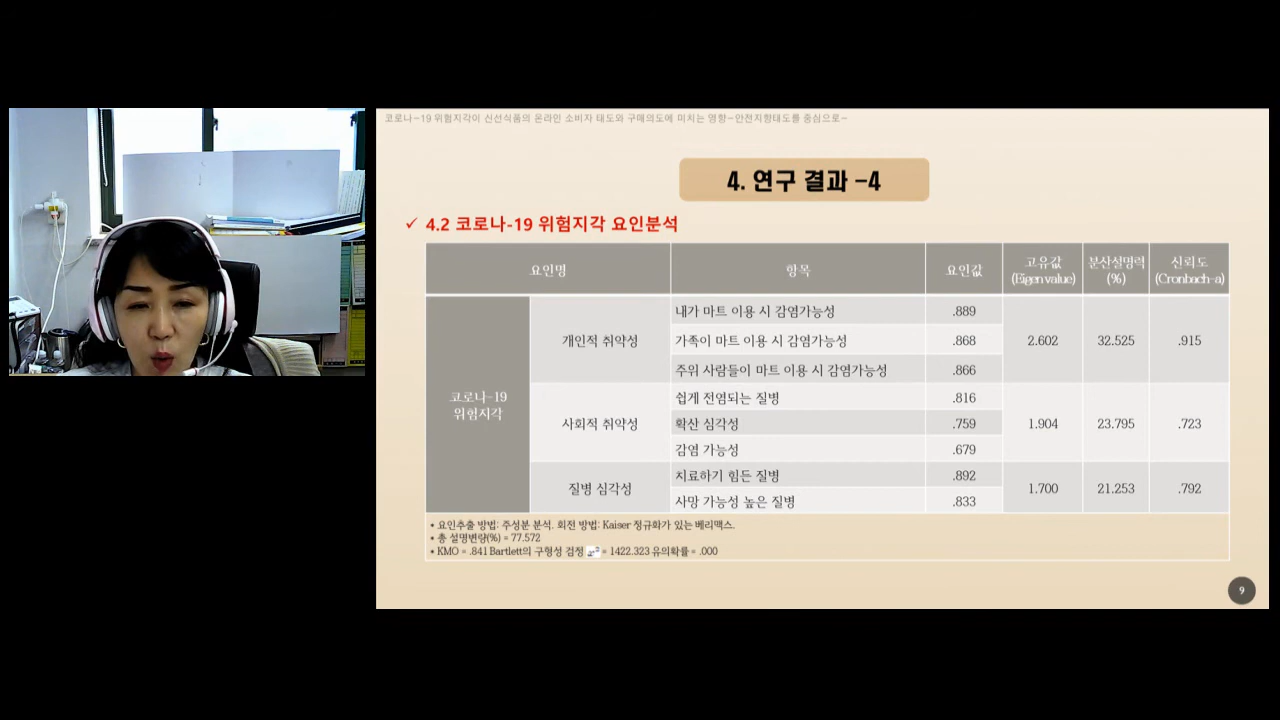 코로나-19 위험지각이 신선식품의 온라인 소비자 태도와 구매의도에 미치는 영향-안전지향태도를 중심으로-
4. 연구 결과 -4
✓ 4.2 코로나-19 위험지각 요인분석
요인명 항목 요인값 고유값 (Eigen value) 분산설명력 (%) 신뢰도 (Cronbach-a)
코로나-19 위험지각
개인적 취약성 내가 마트 이용 시 감염가능성 .889 2.602 32.525 .915
가족이 마트 이용 시 감염가능성 .868
주위 사람들이 마트 이용 시 감염가능성 .866
사회적 취약성 쉽게 전염되는 질병 .816 1.904 23.795 .723
확산 심각성 .759
감염 가능성 .679
질병 심각성 치료하기 힘든 질병 .892 1.700 21.253 .792
사망 가능성 높은 질병 .833
• 요인추출 방법: 주성분 분석. 회전 방법: Kaiser 정규화가 있는 베리맥스.
• 총 설명변량(%) = 77.572
• KMO = .841 Bartlett의 구형성 검정 x² = 1422.323 유의확률 = .000
9